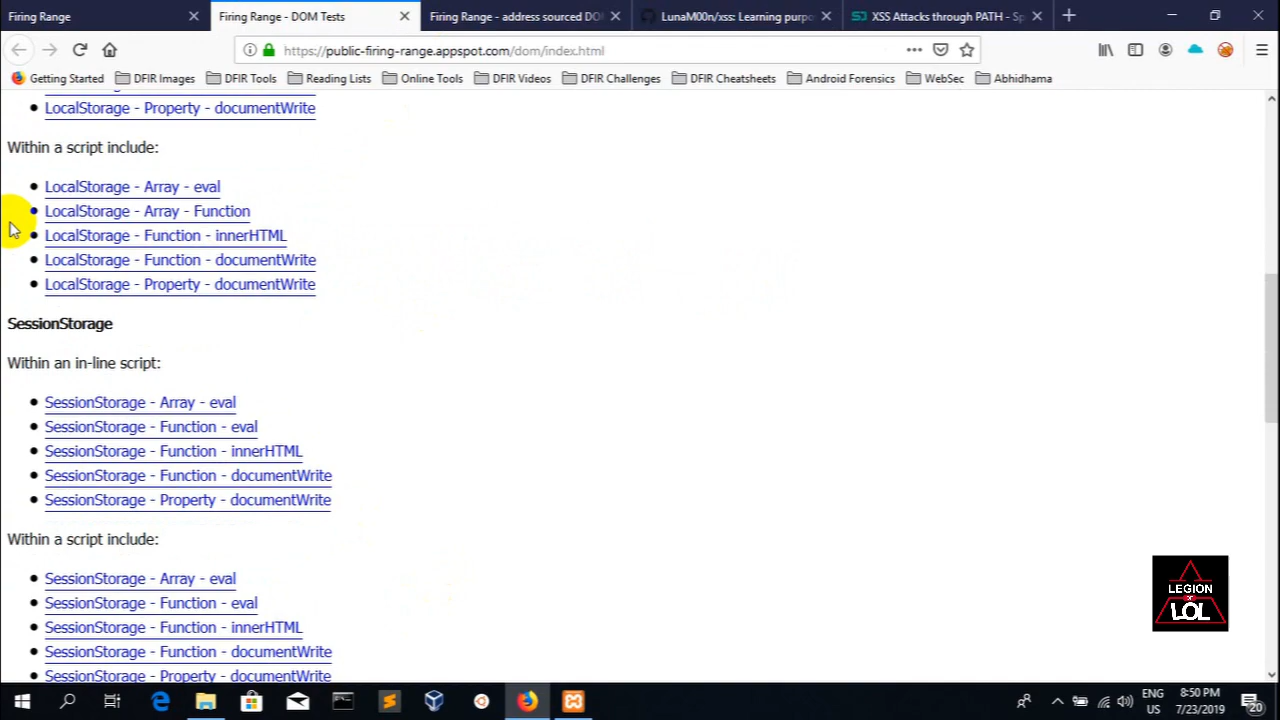 Firing Range
Firing Range - DOM Tests
Firing Range - address sourced DO
LunaM00n/xss: Learning purpo
XSS Attacks through PATH - Sp
https://public-firing-range.appspot.com/dom/index.html
Getting Started
DFIR Images
DFIR Tools
Reading Lists
Online Tools
DFIR Videos
DFIR Challenges
DFIR Cheatsheets
Android Forensics
WebSec
Abhidhama
LocalStorage - Property - documentWrite
Within a script include:
LocalStorage - Array - eval
LocalStorage - Array - Function
LocalStorage - Function - innerHTML
LocalStorage - Function - documentWrite
LocalStorage - Property - documentWrite
SessionStorage
Within an in-line script:
SessionStorage - Array - eval
SessionStorage - Function - eval
SessionStorage - Function - innerHTML
SessionStorage - Function - documentWrite
SessionStorage - Property - documentWrite
Within a script include:
SessionStorage - Array - eval
SessionStorage - Function - eval
SessionStorage - Function - innerHTML
SessionStorage - Function - documentWrite
SessionStorage - Property - documentWrite
LEGION
OF
LOL
ENG
US
8:50 PM
7/23/2019
20